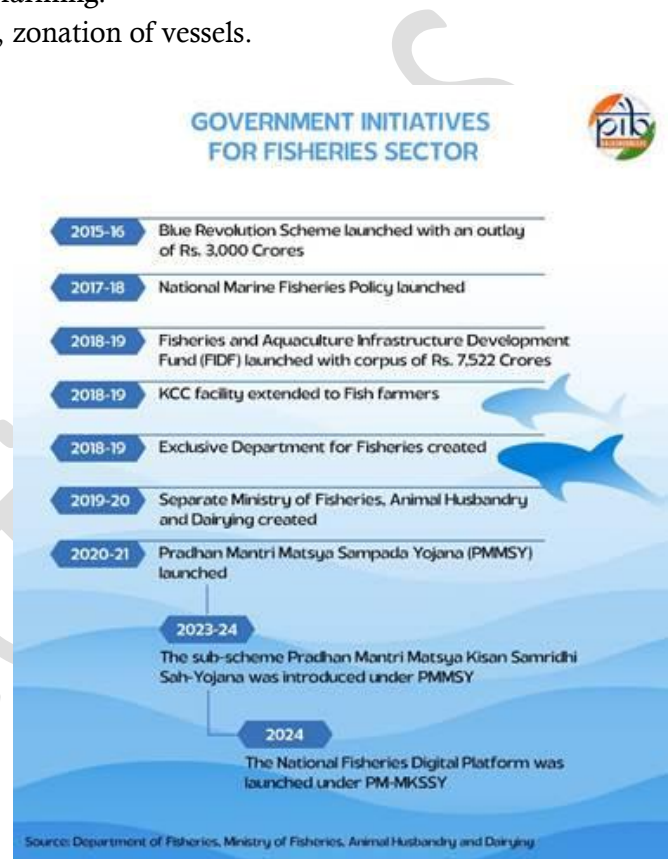 , zonation of vessels.
GOVERNMENT INITIATIVES
FOR FISHERIES SECTOR
pib
2015-16
Blue Revolution Scheme launched with an outlay
of Rs. 3,000 Crores
2017-18
National Marine Fisheries Policy launched
2018-19
Fisheries and Aquaculture Infrastructure Development
Fund (FIDF) launched with corpus of Rs. 7,522 Crores
2018-19
KCC facility extended to Fish farmers
2018-19
Exclusive Department for Fisheries created
2019-20
Separate Ministry of Fisheries, Animal Husbandry
and Dairying created
2020-21
Pradhan Mantri Matsya Sampada Yojana (PMMSY)
launched
2023-24
The sub-scheme Pradhan Mantri Matsya Kisan Samridhi
Sah-Yojana was introduced under PMMSY
2024
The National Fisheries Digital Platform was
launched under PM-MKSSY
Source: Department of Fisheries, Ministry of Fisheries, Animal Husbandry and Dairying